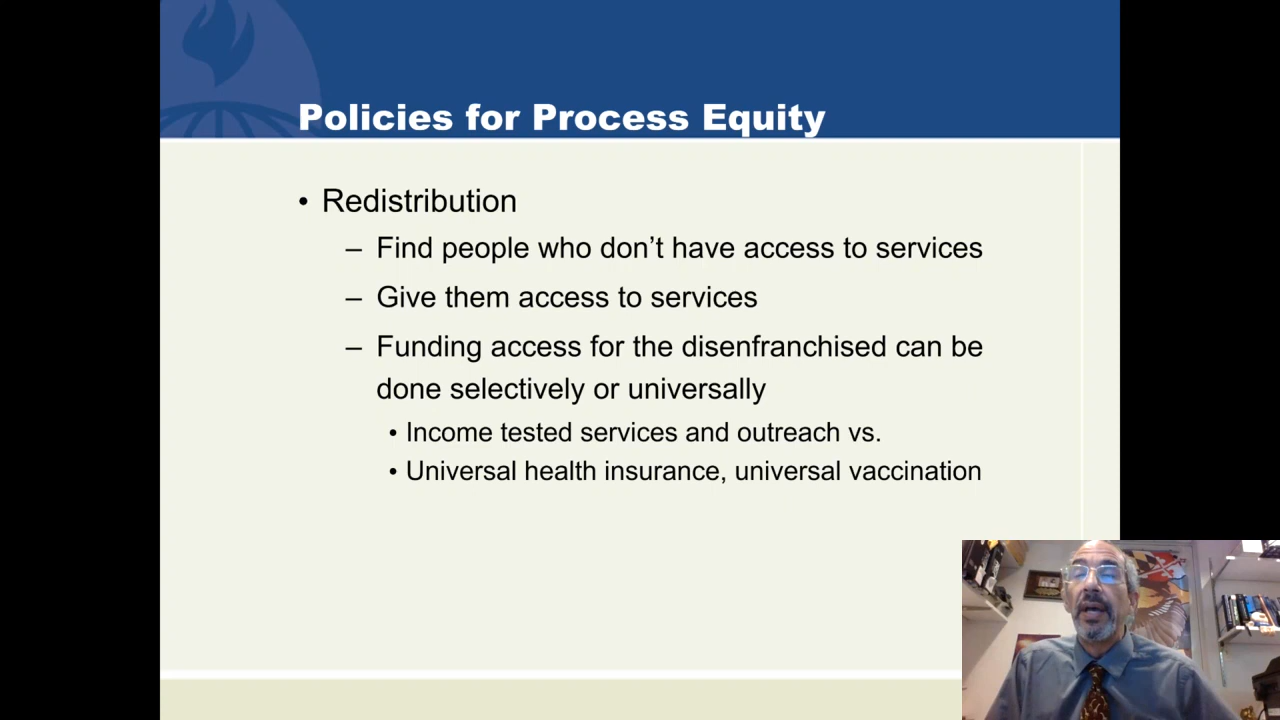 Policies for Process Equity
• Redistribution
– Find people who don’t have access to services
– Give them access to services
– Funding access for the disenfranchised can be
done selectively or universally
• Income tested services and outreach vs.
• Universal health insurance, universal vaccination